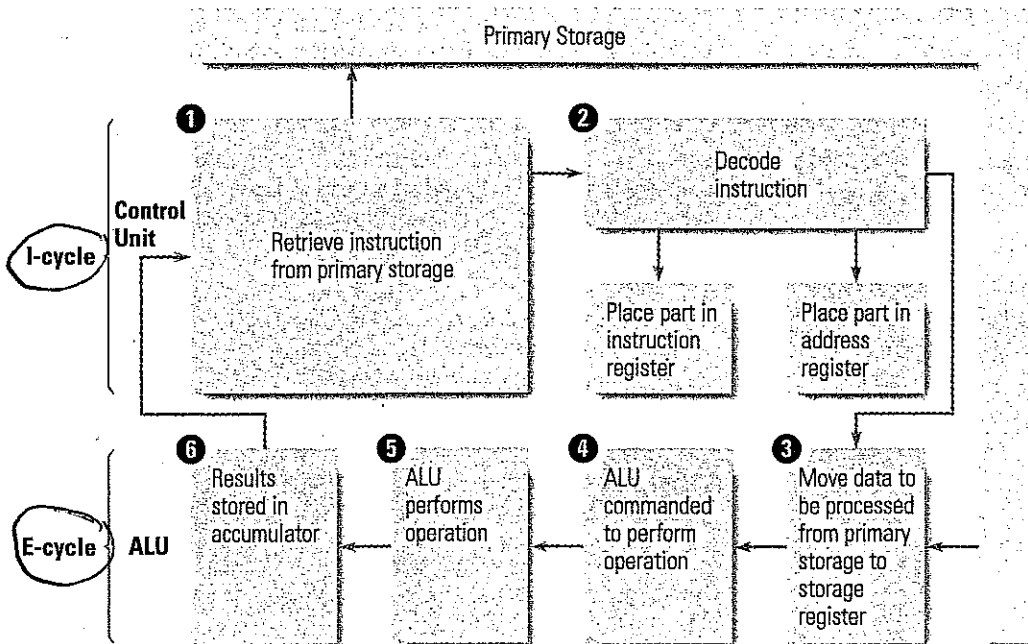 Primary Storage
1
2
Decode
instruction
Control
Unit
I-cycle
Retrieve instruction
from primary storage
Place part in
instruction
register
Place part in
address
register
6
5
4
3
Results
stored in
accumulator
ALU
performs
operation
ALU
commanded
to perform
operation
Move data to
be processed
from primary
storage to
storage
register
E-cycle
ALU